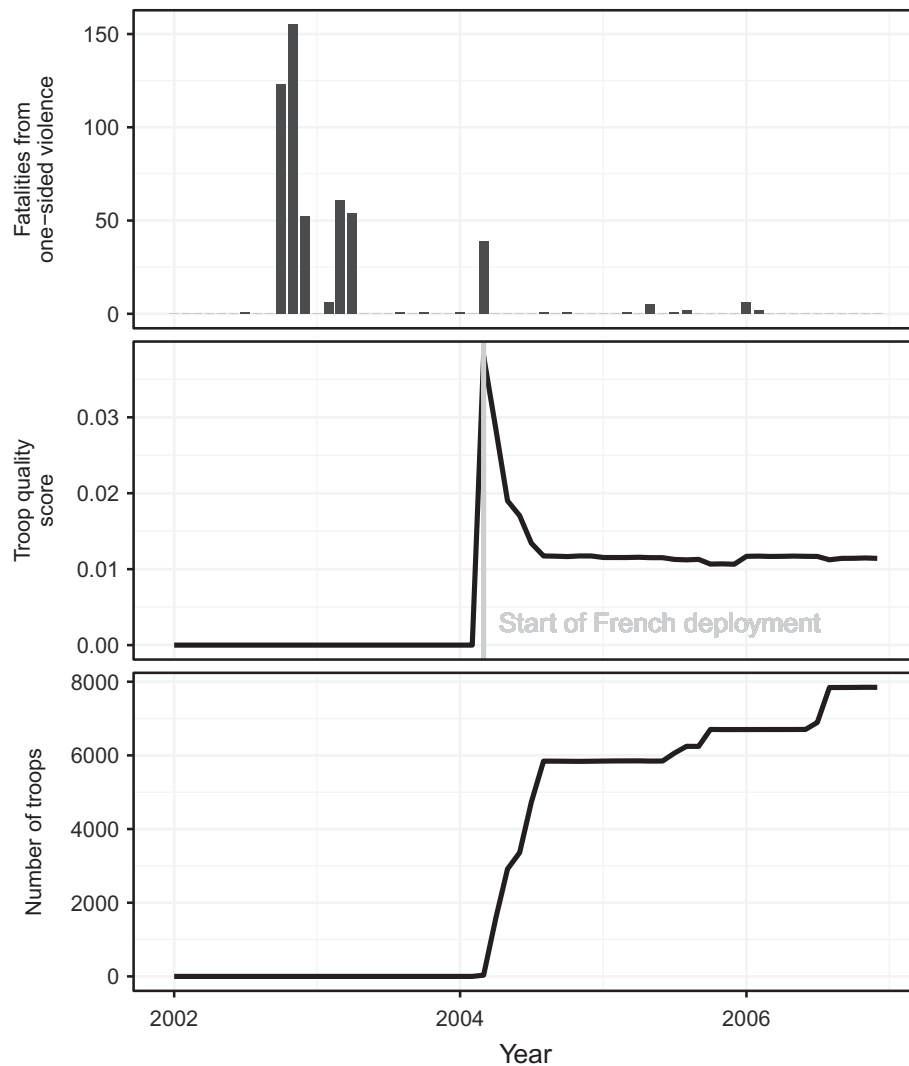 Fatalities from
one−sided violence
150
100
50
0
Troop quality
score
0.03
0.02
0.01
0.00
Start of French deployment
Number of troops
8000
6000
4000
2000
0
2002
2004
2006
Year